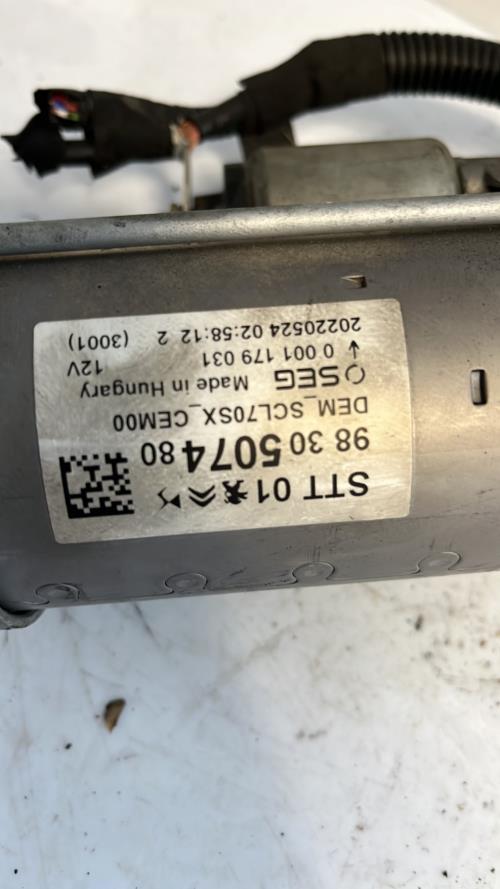 STT 01
98 30 5074 80
DEM_SCL70SX_CEM00
SEG Made in Hungary
↓ 0 001 179 031 12V
20220524 02:58:12 2 (3001)